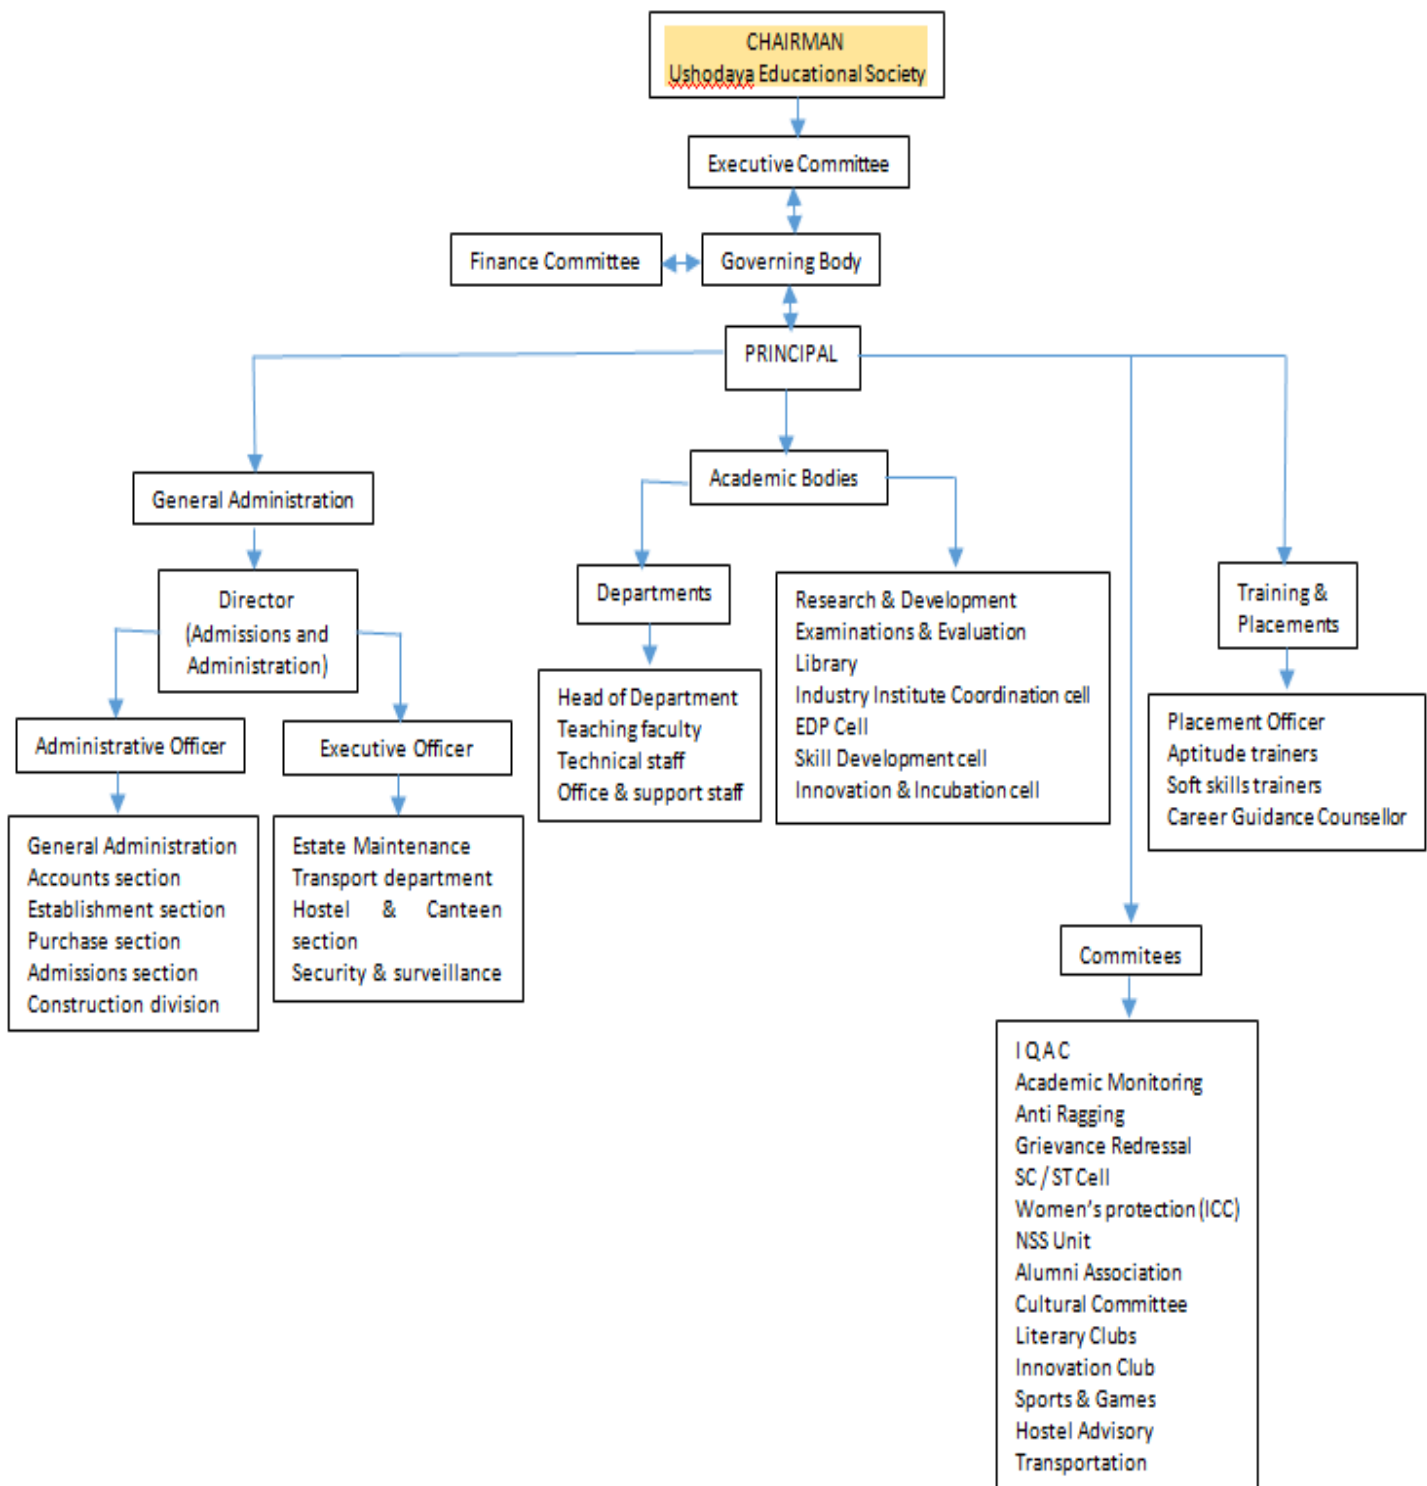 CHAIRMAN
Ushodaya Educational Society
Executive Committee
Finance Committee
Governing Body
PRINCIPAL
General Administration
Academic Bodies
Director
(Admissions and
Administration)
Departments
Research & Development
Examinations & Evaluation
Library
Industry Institute Coordination cell
EDP Cell
Skill Development cell
Innovation & Incubation cell
Training &
Placements
Administrative Officer
Executive Officer
Head of Department
Teaching faculty
Technical staff
Office & support staff
Placement Officer
Aptitude trainers
Soft skills trainers
Career Guidance Counsellor
General Administration
Accounts section
Establishment section
Purchase section
Admissions section
Construction division
Estate Maintenance
Transport department
Hostel & Canteen
section
Security & surveillance
Commitees
I Q A C
Academic Monitoring
Anti Ragging
Grievance Redressal
SC / ST Cell
Women's protection (ICC)
NSS Unit
Alumni Association
Cultural Committee
Literary Clubs
Innovation Club
Sports & Games
Hostel Advisory
Transportation